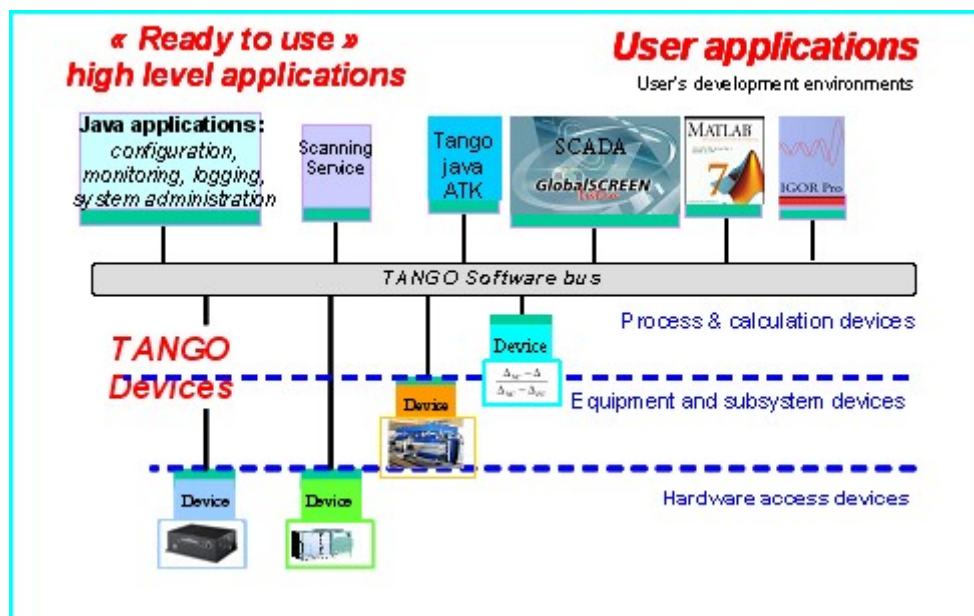 « Ready to use »
high level applications
User applications
User's development environments
Java applications:
configuration,
monitoring, logging,
system administration
Scanning
Service
Tango
java
ATK
SCADA
GlobalSCREEN
MATLAB
7
IGOR Pro
TANGO Software bus
Process & calculation devices
TANGO
Devices
Device
Equipment and subsystem devices
Device
Hardware access devices
Device
Device